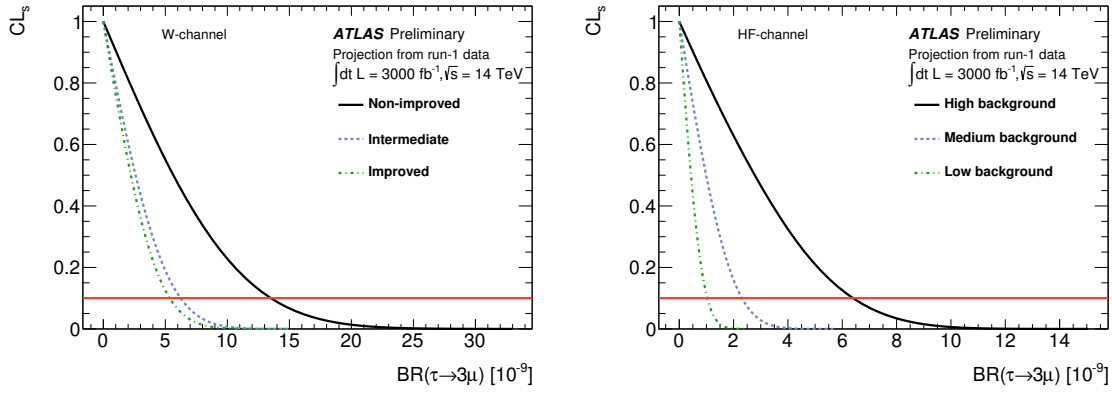 CLs
W-channel
ATLAS Preliminary
Projection from run-1 data
∫dt L = 3000 fb⁻¹,√s = 14 TeV
Non-improved
Intermediate
Improved
1
0.8
0.6
0.4
0.2
0
0 5 10 15 20 25 30
BR(τ→3μ) [10⁻⁹]
CLs
HF-channel
ATLAS Preliminary
Projection from run-1 data
∫dt L = 3000 fb⁻¹,√s = 14 TeV
High background
Medium background
Low background
1
0.8
0.6
0.4
0.2
0
0 2 4 6 8 10 12 14
BR(τ→3μ) [10⁻⁹]